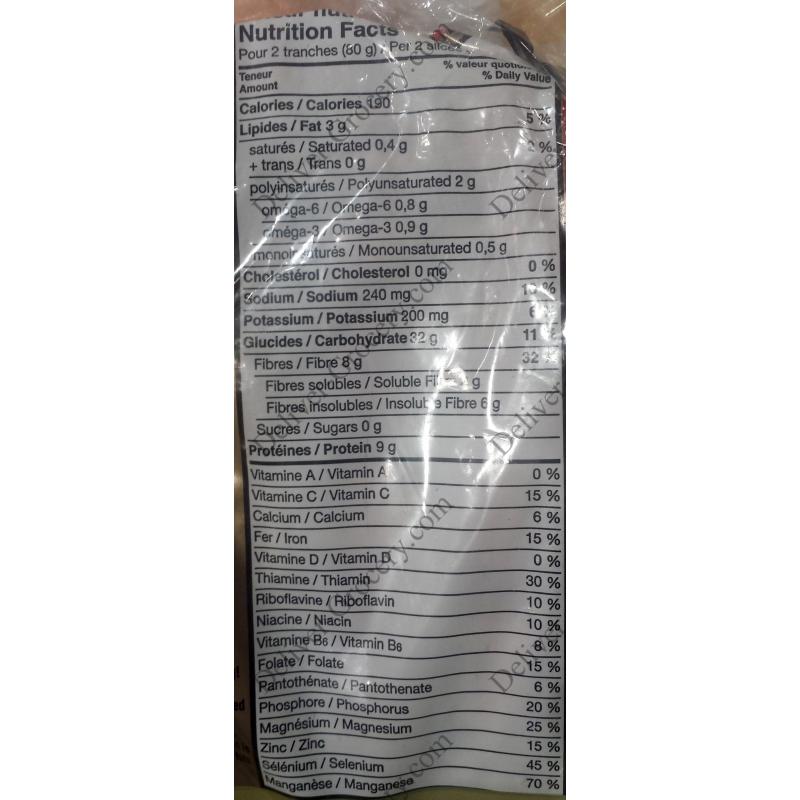 Nutrition Facts
Pour 2 tranches (80 g) / Per 2 slices
Teneur % valeur
Amount % Daily Value
Calories / Calories 190
Lipides / Fat 3 g 5 %
saturés / Saturated 0,4 g 2 %
+ trans / Trans 0 g
polyinsaturés / Polyunsaturated 2 g
oméga-6 / Omega-6 0,8 g
oméga-3 / Omega-3 0,9 g
monoinsaturés / Monounsaturated 0,5 g
Cholestérol / Cholesterol 0 mg 0 %
Sodium / Sodium 240 mg 10 %
Potassium / Potassium 200 mg 6
Glucides / Carbohydrate 32 g 11 %
Fibres / Fibre 8 g 32 %
Fibres solubles / Soluble g
Fibres insolubles / Insoluble Fibre 6 g
Sucres / Sugars 0 g
Protéines / Protein 9 g
Vitamine A / Vitamin A 0 %
Vitamine C / Vitamin C 15 %
Calcium / Calcium 6 %
Fer / Iron 15 %
Vitamine D / Vitamin D 0 %
Thiamine / Thiamin 30 %
Riboflavine / Riboflavin 10 %
Niacine / Niacin 10 %
Vitamine B6 / Vitamin B6 8 %
Folate / Folate 15 %
Pantothénate / Pantothenate 6 %
Phosphore / Phosphorus 20 %
Magnésium / Magnesium 25 %
Zinc / Zinc 15 %
Sélénium / Selenium 45 %
Manganèse / Manganese 70 %